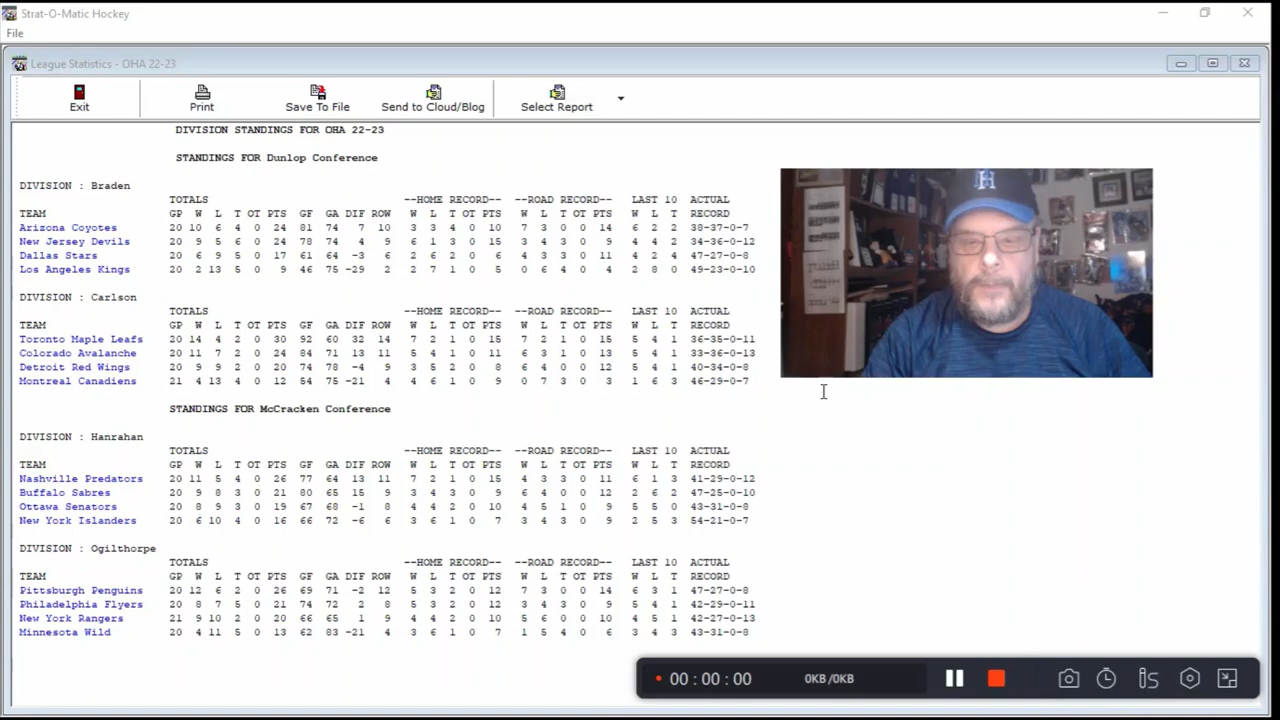 Strat-O-Matic Hockey
File
League Statistics - OHA 22-23
Exit Print Save To File Send to Cloud/Blog Select Report
DIVISION STANDINGS FOR OHA 22-23
STANDINGS FOR Dunlop Conference
DIVISION : Braden
TOTALS --HOME RECORD-- --ROAD RECORD-- LAST 10 ACTUAL
TEAM GP W L T OT PTS GF GA DIF ROW W L T OT PTS W L T OT PTS W L T RECORD
Arizona Coyotes 20 10 6 4 0 24 81 74 7 10 3 3 4 0 10 7 3 0 0 14 6 2 2 38-37-0-7
New Jersey Devils 20 9 5 6 0 24 78 74 4 9 6 1 3 0 15 3 4 3 0 9 4 4 2 34-36-0-12
Dallas Stars 20 6 9 5 0 17 61 64 -3 6 2 6 2 0 6 4 3 3 0 11 4 2 4 47-27-0-8
Los Angeles Kings 20 2 13 5 0 9 46 75 -29 2 2 7 1 0 5 0 6 4 0 4 2 8 0 49-23-0-10
DIVISION : Carlson
TOTALS --HOME RECORD-- --ROAD RECORD-- LAST 10 ACTUAL
TEAM GP W L T OT PTS GF GA DIF ROW W L T OT PTS W L T OT PTS W L T RECORD
Toronto Maple Leafs 20 14 4 2 0 30 92 60 32 14 7 2 1 0 15 7 2 1 0 15 5 4 1 36-35-0-11
Colorado Avalanche 20 11 7 2 0 24 84 71 13 11 5 4 1 0 11 6 3 1 0 13 5 4 1 33-36-0-13
Detroit Red Wings 20 9 9 2 0 20 74 78 -4 9 3 5 2 0 8 6 4 0 0 12 5 4 1 40-34-0-8
Montreal Canadiens 21 4 13 4 0 12 54 75 -21 4 4 6 1 0 9 0 7 3 0 3 1 6 3 46-29-0-7
STANDINGS FOR McCracken Conference
DIVISION : Hanrahan
TOTALS --HOME RECORD-- --ROAD RECORD-- LAST 10 ACTUAL
TEAM GP W L T OT PTS GF GA DIF ROW W L T OT PTS W L T OT PTS W L T RECORD
Nashville Predators 20 11 5 4 0 26 77 64 13 11 7 2 1 0 15 4 3 3 0 11 6 1 3 41-29-0-12
Buffalo Sabres 20 9 8 3 0 21 80 65 15 9 3 4 3 0 9 6 4 0 0 12 2 6 2 47-25-0-10
Ottawa Senators 20 8 9 3 0 19 67 68 -1 8 4 4 2 0 10 4 5 1 0 9 5 5 0 43-31-0-8
New York Islanders 20 6 10 4 0 16 66 72 -6 6 3 6 1 0 7 3 4 3 0 9 2 5 3 54-21-0-7
DIVISION : Ogilthorpe
TOTALS --HOME RECORD-- --ROAD RECORD-- LAST 10 ACTUAL
TEAM GP W L T OT PTS GF GA DIF ROW W L T OT PTS W L T OT PTS W L T RECORD
Pittsburgh Penguins 20 12 6 2 0 26 69 71 -2 12 5 3 2 0 12 7 3 0 0 14 6 3 1 47-27-0-8
Philadelphia Flyers 20 8 7 5 0 21 74 72 2 8 5 3 2 0 12 3 4 3 0 9 5 4 1 42-29-0-11
New York Rangers 21 9 10 2 0 20 66 65 1 9 4 4 2 0 10 5 6 0 0 10 4 5 1 42-27-0-13
Minnesota Wild 20 4 11 5 0 13 62 83 -21 4 3 6 1 0 7 1 5 4 0 6 3 4 3 43-31-0-8
00 : 00 : 00 0KB/0KB